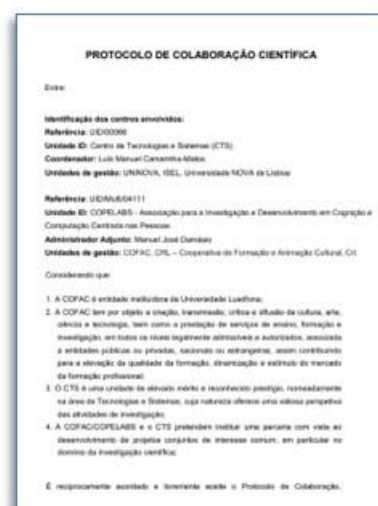 PROTOCOLO DE COLABORAÇÃO CIENTÍFICA
Entre:
Identificação dos centros envolvidos:
Referência: UID/00066
Unidade ID: Centro de Tecnologias e Sistemas (CTS)
Coordenador: Luis Manuel Camarinha-Matos
Unidades de gestão: UNINOVA, ISEL, Universidade NOVA de Lisboa
Referência: UID/Multi/04111
Unidade ID: COPELABS - Associação para a Investigação e Desenvolvimento em Cognição e
Computação Centrada nas Pessoas
Administrador Adjunto: Manuel José Damásio
Unidades de gestão: COFAC, CRL – Cooperativa de Formação e Animação Cultural, Crl.
Considerando que
1. A COFAC é entidade instituidora da Universidade Lusófona;
2. A COFAC tem por objeto a criação, transmissão, crítica e difusão da cultura, arte,
ciência e tecnologia, bem como a prestação de serviços de ensino, formação e
investigação, em todos os níveis legalmente admissíveis e autorizados, associada
a entidades públicas ou privadas, nacionais ou estrangeiras, assim contribuindo
para a elevação da qualidade da formação, dinamização e estímulo do mercado
da formação profissional;
3. O CTS é uma unidade de elevado mérito e reconhecido prestígio, nomeadamente
na área de Tecnologias e Sistemas, cuja natureza oferece uma valiosa perspetiva
das atividades de investigação;
4. A COFAC/COPELABS e o CTS pretendem instituir uma parceria com vista ao
desenvolvimento de projetos conjuntos de interesse comum, em particular no
domínio da investigação científica;
É reciprocamente acordado e livremente aceite o Protocolo de Colaboração,